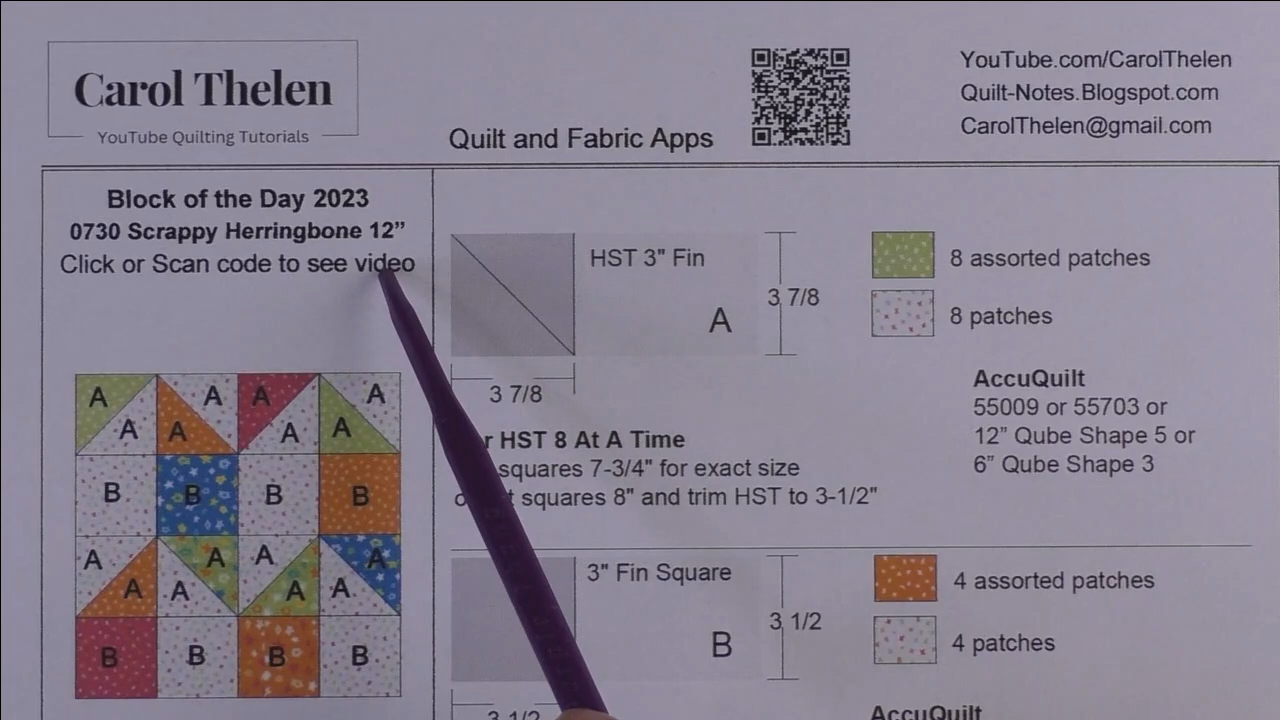 Carol Thelen
YouTube Quilting Tutorials
Quilt and Fabric Apps
YouTube.com/CarolThelen
Quilt-Notes.Blogspot.com
CarolThelen@gmail.com
Block of the Day 2023
0730 Scrappy Herringbone 12”
Click or Scan code to see video
A A A A
A A A A
B B B B
A A A A
A A A A
B B B B
HST 3" Fin
A
3 7/8
3 7/8
8 assorted patches
8 patches
AccuQuilt
55009 or 55703 or
12” Qube Shape 5 or
6” Qube Shape 3
HST 8 At A Time
squares 7-3/4" for exact size
squares 8" and trim HST to 3-1/2"
3" Fin Square
B
3 1/2
3 1/2
4 assorted patches
4 patches
AccuQuilt